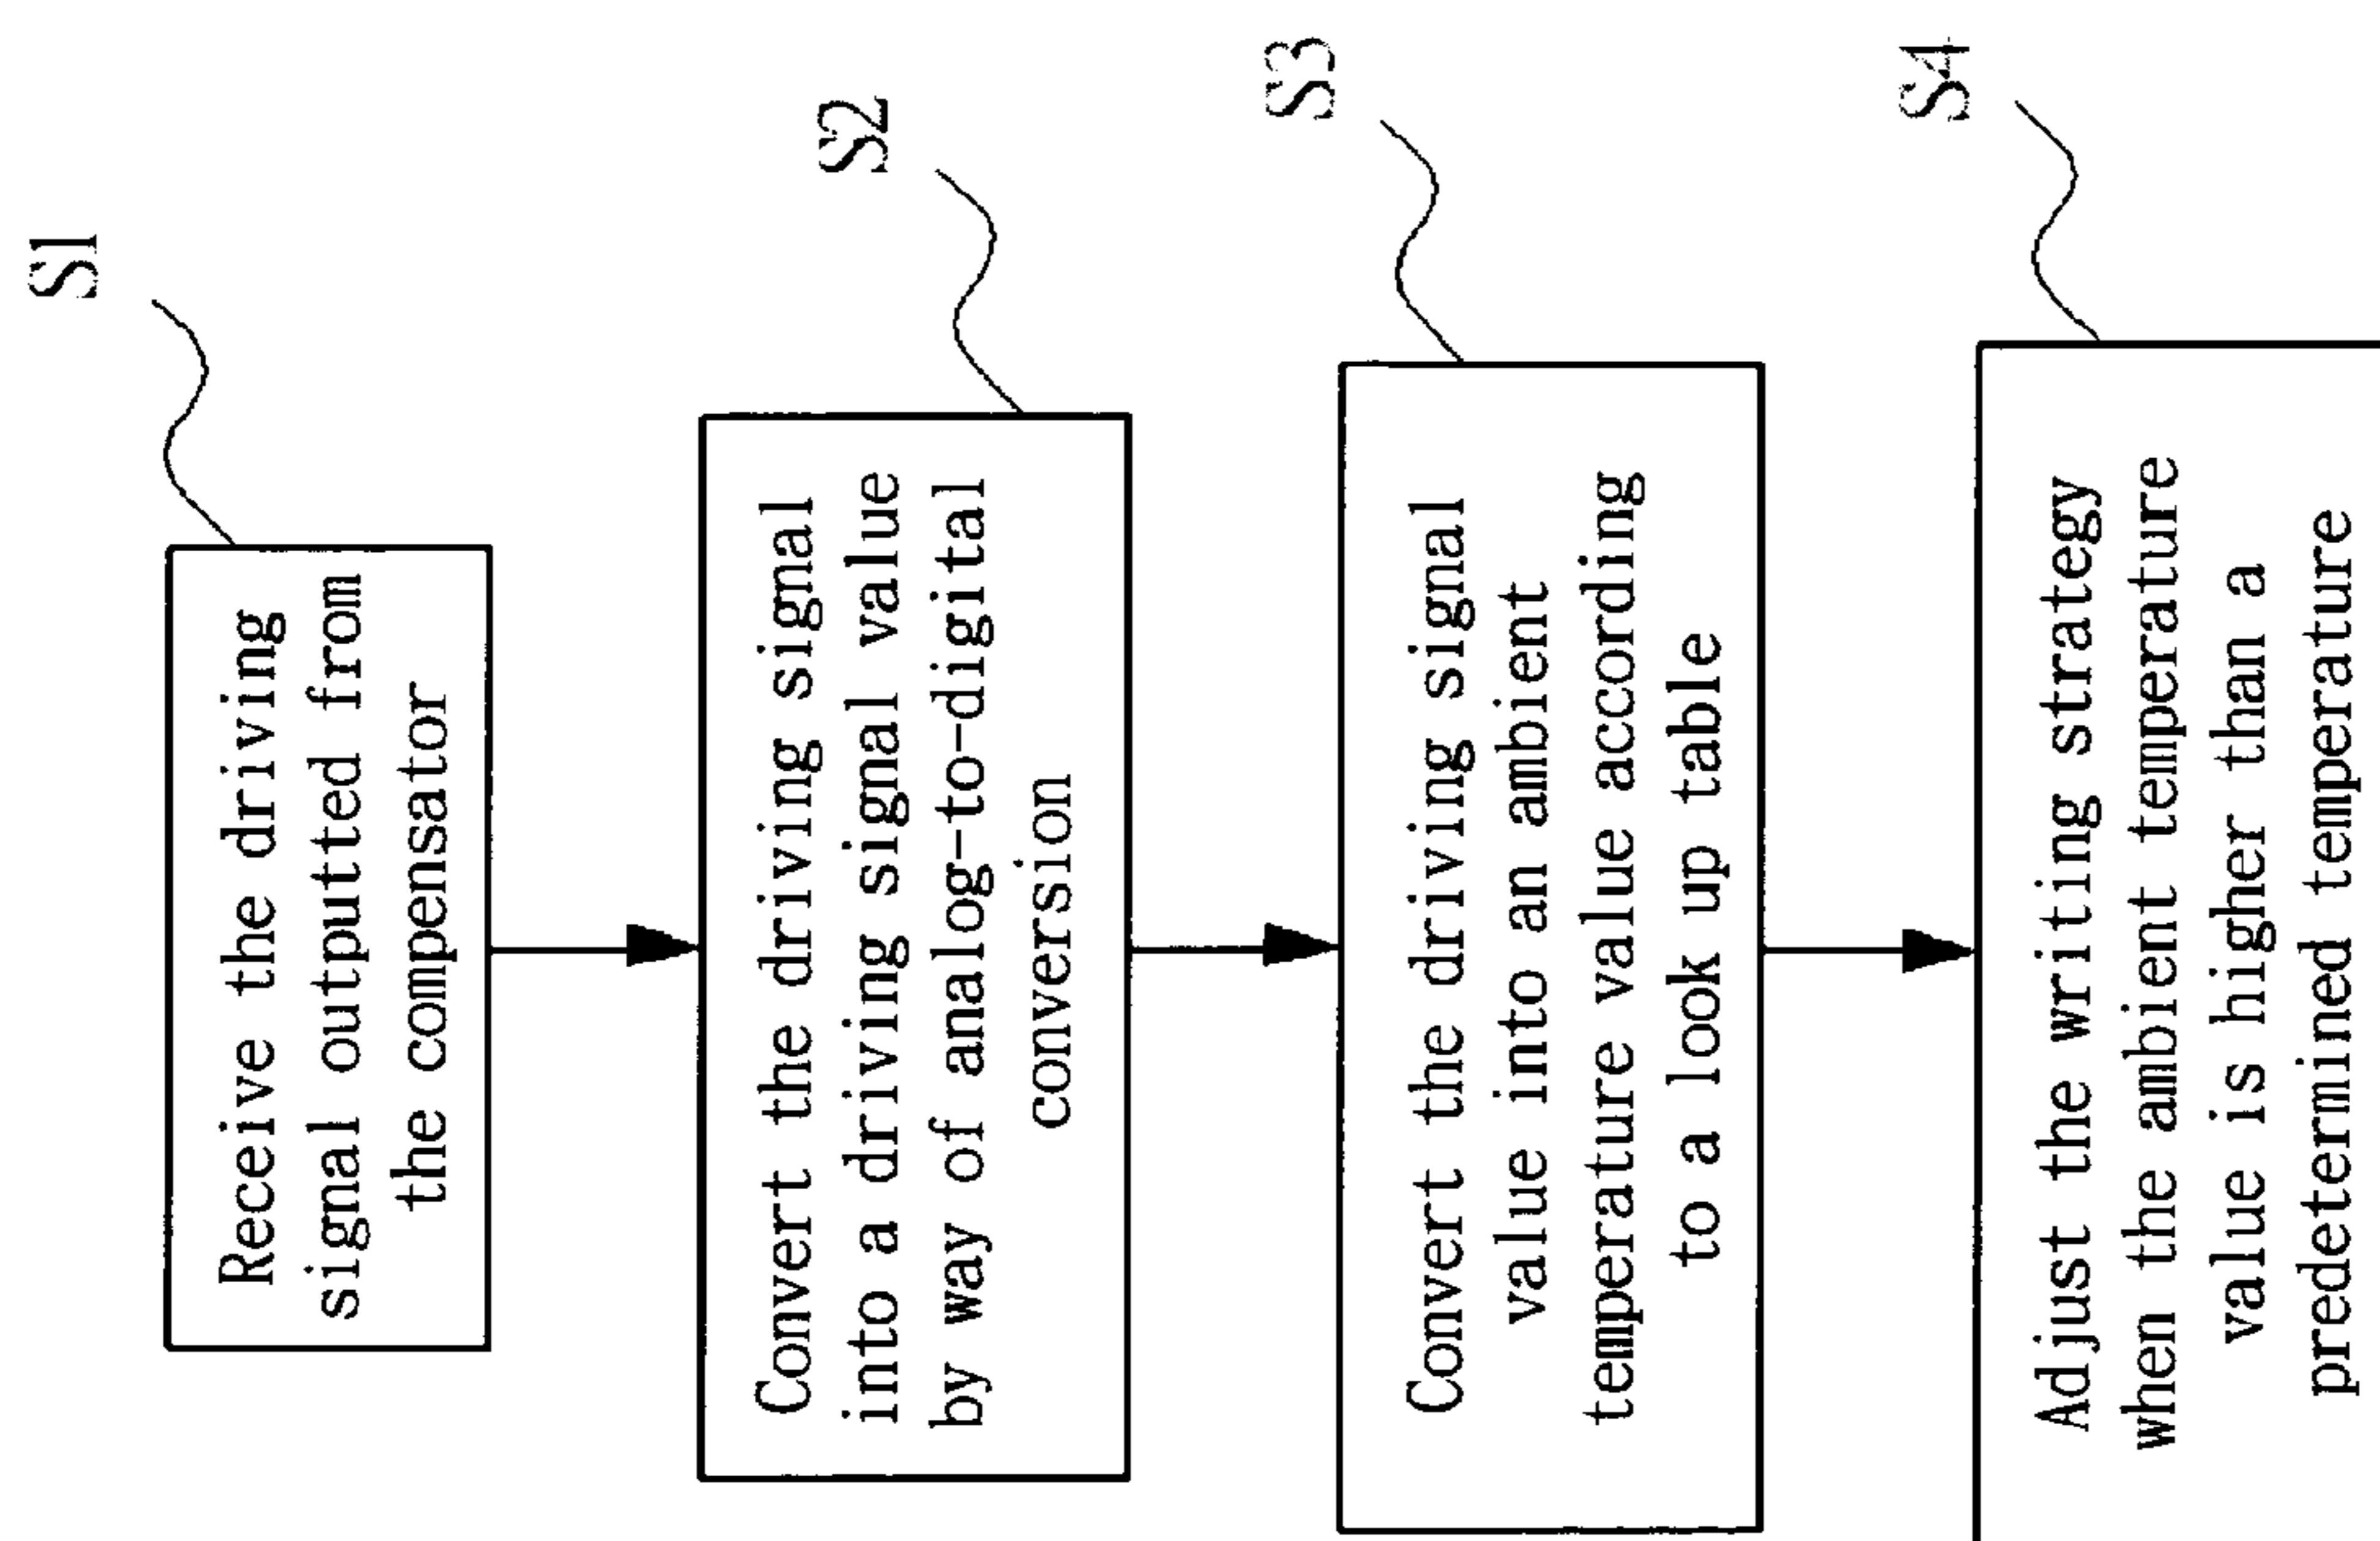 S1
Receive the driving
signal outputted from
the compensator
S2
Convert the driving signal
into a driving signal value
by way of analog-to-digital
conversion
S3
Convert the driving signal
value into an ambient
temperature value according
to a look up table
S4
Adjust the writing strategy
when the ambient temperature
value is higher than a
predetermined temperature